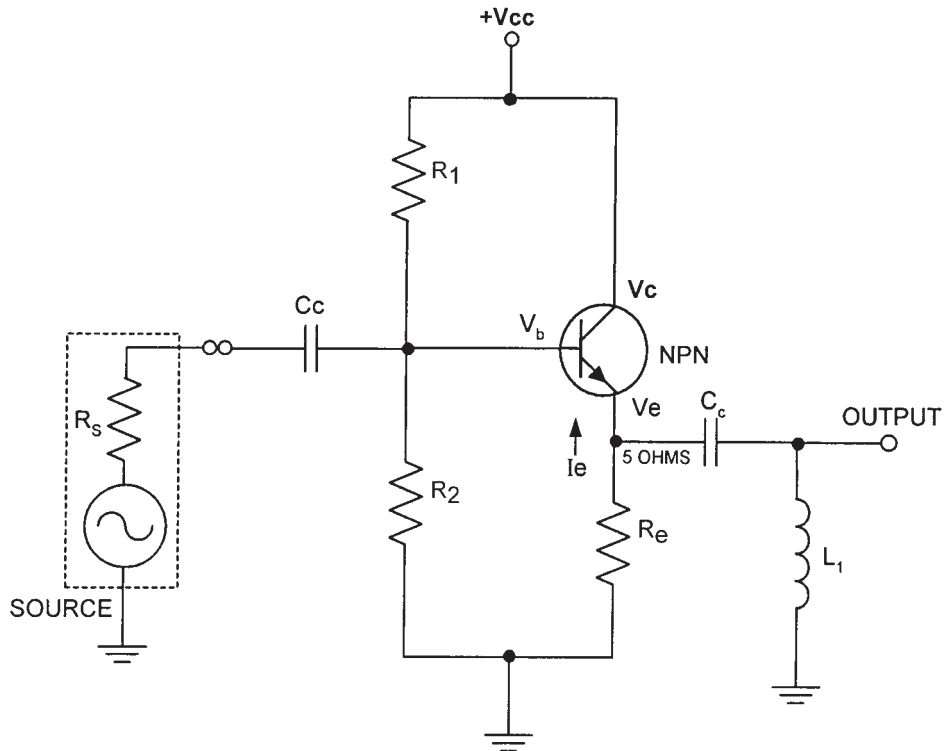 +Vcc
R1
Vc
Cc
Vb
NPN
Rs
Ve
Cc
OUTPUT
5 OHMS
Ie
R2
Re
L1
SOURCE